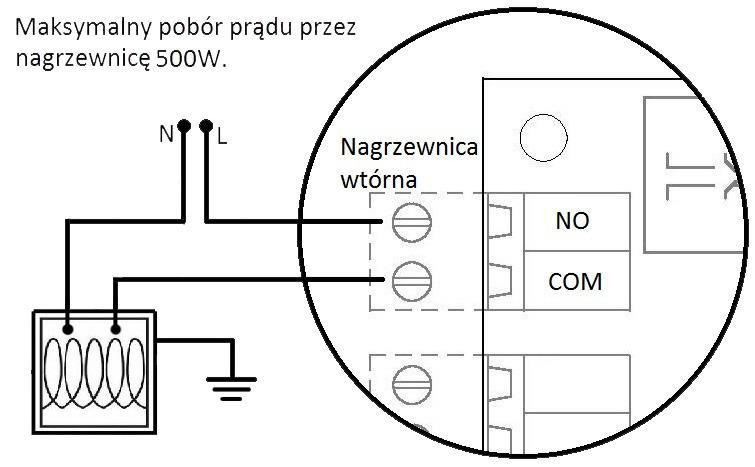 Maksymalny pobór prądu przez
nagrzewnicę 500W.
N L
Nagrzewnica
wtórna
NO
COM